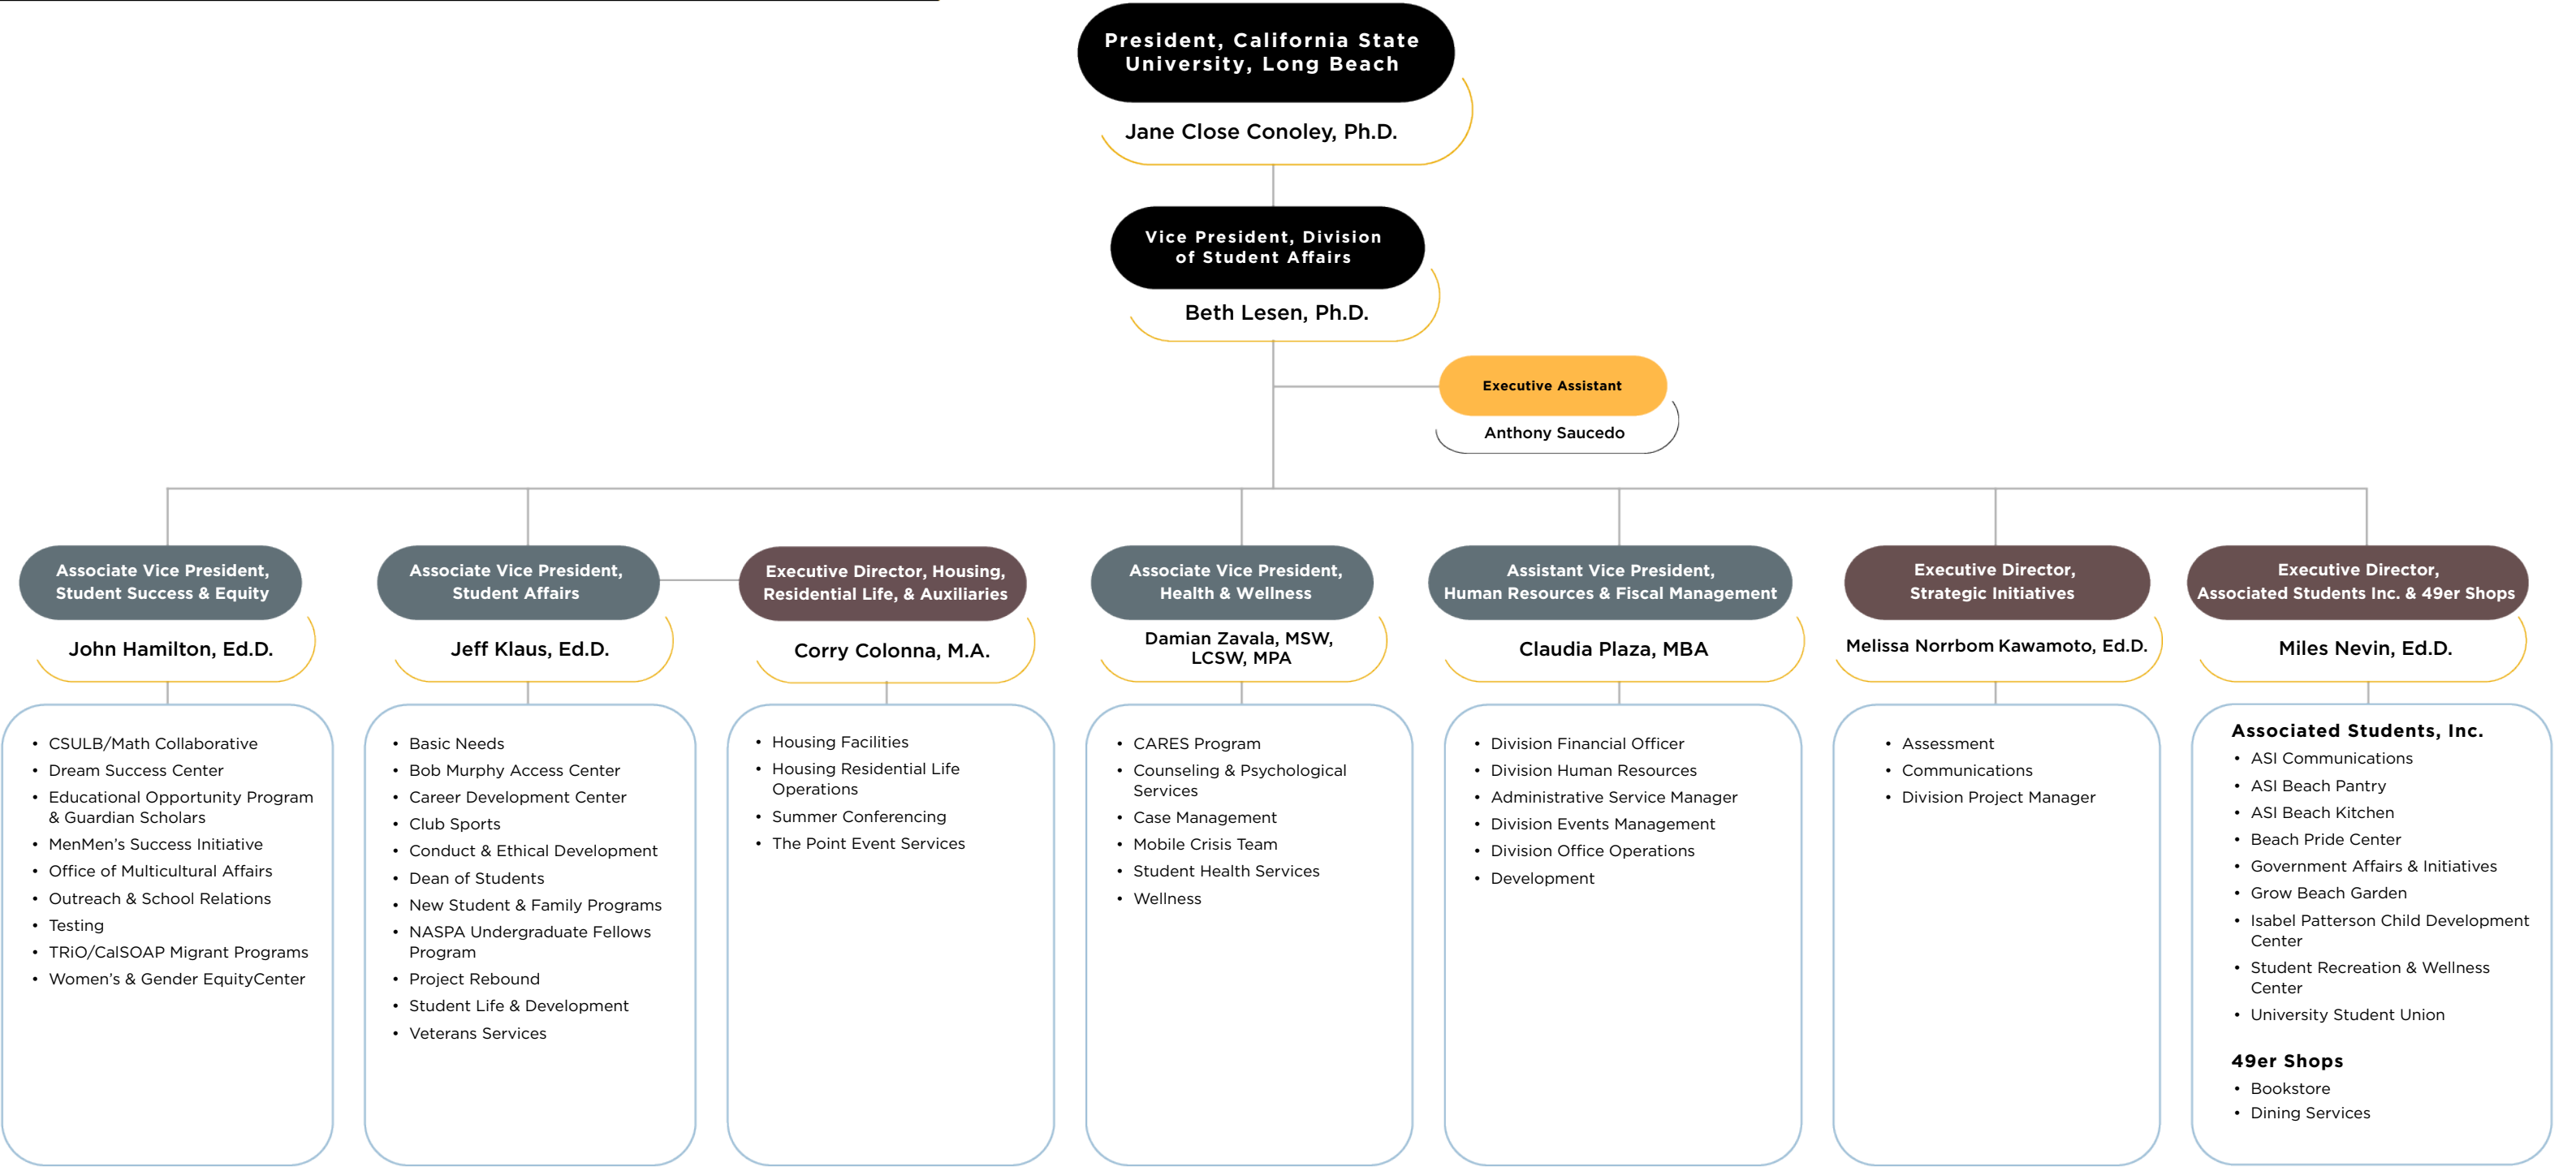 President, California State
University, Long Beach
Jane Close Conoley, Ph.D.
Vice President, Division
of Student Affairs
Beth Lesen, Ph.D.
Executive Assistant
Anthony Saucedo
Associate Vice President,
Student Success & Equity
John Hamilton, Ed.D.
• CSULB/Math Collaborative
• Dream Success Center
• Educational Opportunity Program
& Guardian Scholars
• MenMen's Success Initiative
• Office of Multicultural Affairs
• Outreach & School Relations
• Testing
• TRiO/CalSOAP Migrant Programs
• Women's & Gender EquityCenter
Associate Vice President,
Student Affairs
Jeff Klaus, Ed.D.
• Basic Needs
• Bob Murphy Access Center
• Career Development Center
• Club Sports
• Conduct & Ethical Development
• Dean of Students
• New Student & Family Programs
• NASPA Undergraduate Fellows
Program
• Project Rebound
• Student Life & Development
• Veterans Services
Executive Director, Housing,
Residential Life, & Auxiliaries
Corry Colonna, M.A.
• Housing Facilities
• Housing Residential Life
Operations
• Summer Conferencing
• The Point Event Services
Associate Vice President,
Health & Wellness
Damian Zavala, MSW,
LCSW, MPA
• CARES Program
• Counseling & Psychological
Services
• Case Management
• Mobile Crisis Team
• Student Health Services
• Wellness
Assistant Vice President,
Human Resources & Fiscal Management
Claudia Plaza, MBA
• Division Financial Officer
• Division Human Resources
• Administrative Service Manager
• Division Events Management
• Division Office Operations
• Development
Executive Director,
Strategic Initiatives
Melissa Norrbom Kawamoto, Ed.D.
• Assessment
• Communications
• Division Project Manager
Executive Director,
Associated Students Inc. & 49er Shops
Miles Nevin, Ed.D.
Associated Students, Inc.
• ASI Communications
• ASI Beach Pantry
• ASI Beach Kitchen
• Beach Pride Center
• Government Affairs & Initiatives
• Grow Beach Garden
• Isabel Patterson Child Development
Center
• Student Recreation & Wellness
Center
• University Student Union
49er Shops
• Bookstore
• Dining Services